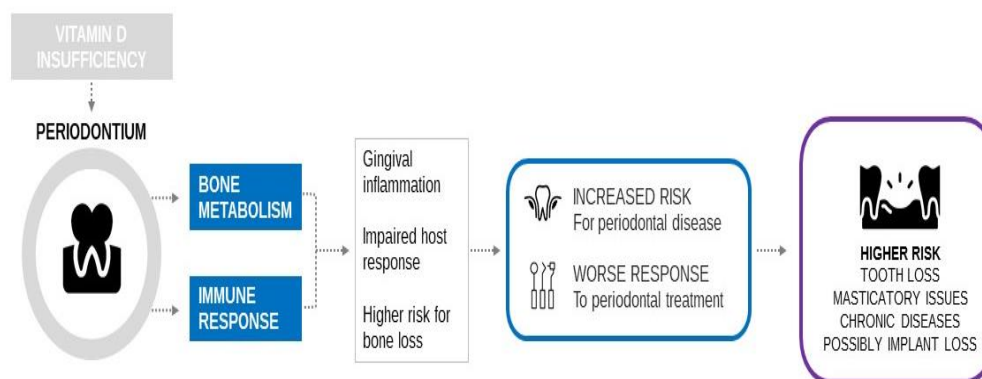 VITAMIN D
INSUFFICIENCY
PERIODONTIUM
BONE
METABOLISM
IMMUNE
RESPONSE
Gingival
inflammation
Impaired host
response
Higher risk for
bone loss
INCREASED RISK
For periodontal disease
WORSE RESPONSE
To periodontal treatment
HIGHER RISK
TOOTH LOSS
MASTICATORY ISSUES
CHRONIC DISEASES
POSSIBLY IMPLANT LOSS